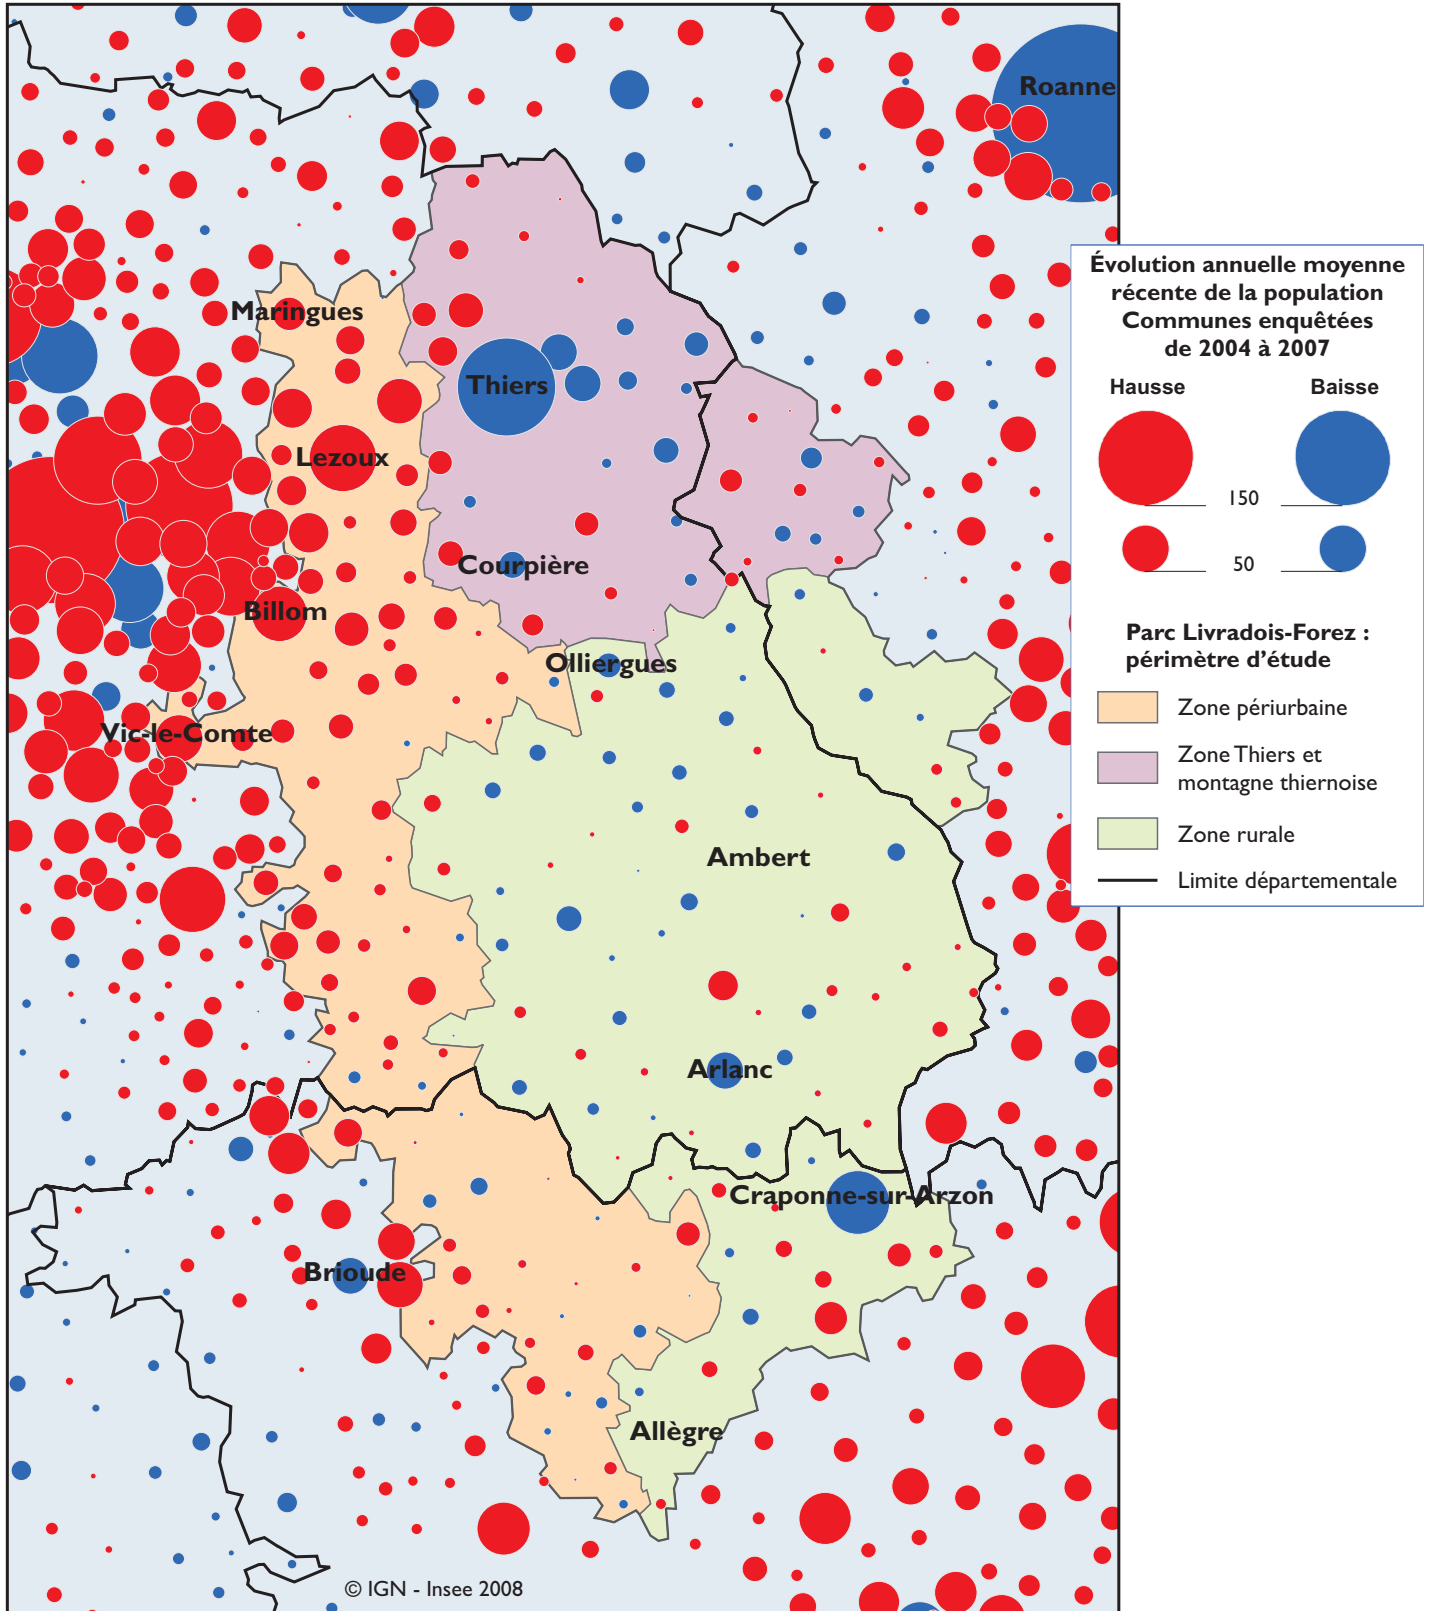 Roanne
Évolution annuelle moyenne
récente de la population
Communes enquêtées
de 2004 à 2007
Hausse
Baisse
150
50
Parc Livradois-Forez :
périmètre d'étude
Zone périurbaine
Zone Thiers et
montagne thiernoise
Zone rurale
Limite départementale
Maringues
Thiers
Lezoux
Courpière
Billom
Olliergues
Vic-le-Comte
Ambert
Arlanc
Craponne-sur-Arzon
Brioude
Allègre
© IGN - Insee 2008